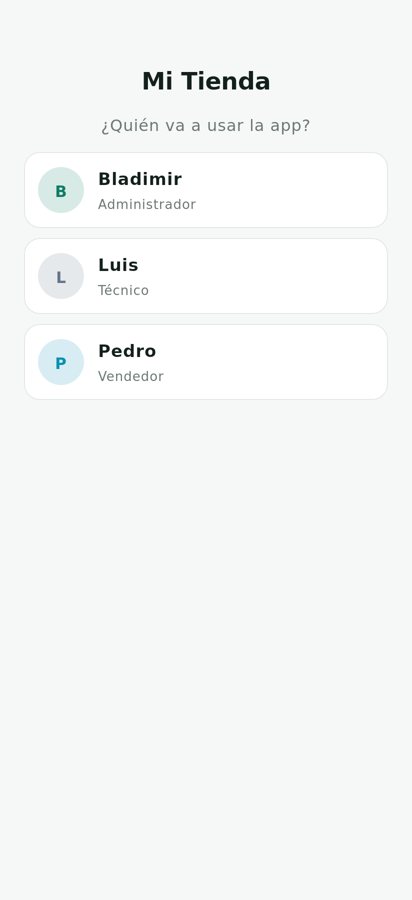 Mi Tienda
¿Quién va a usar la app?
B
Bladimir
Administrador
L
Luis
Técnico
P
Pedro
Vendedor